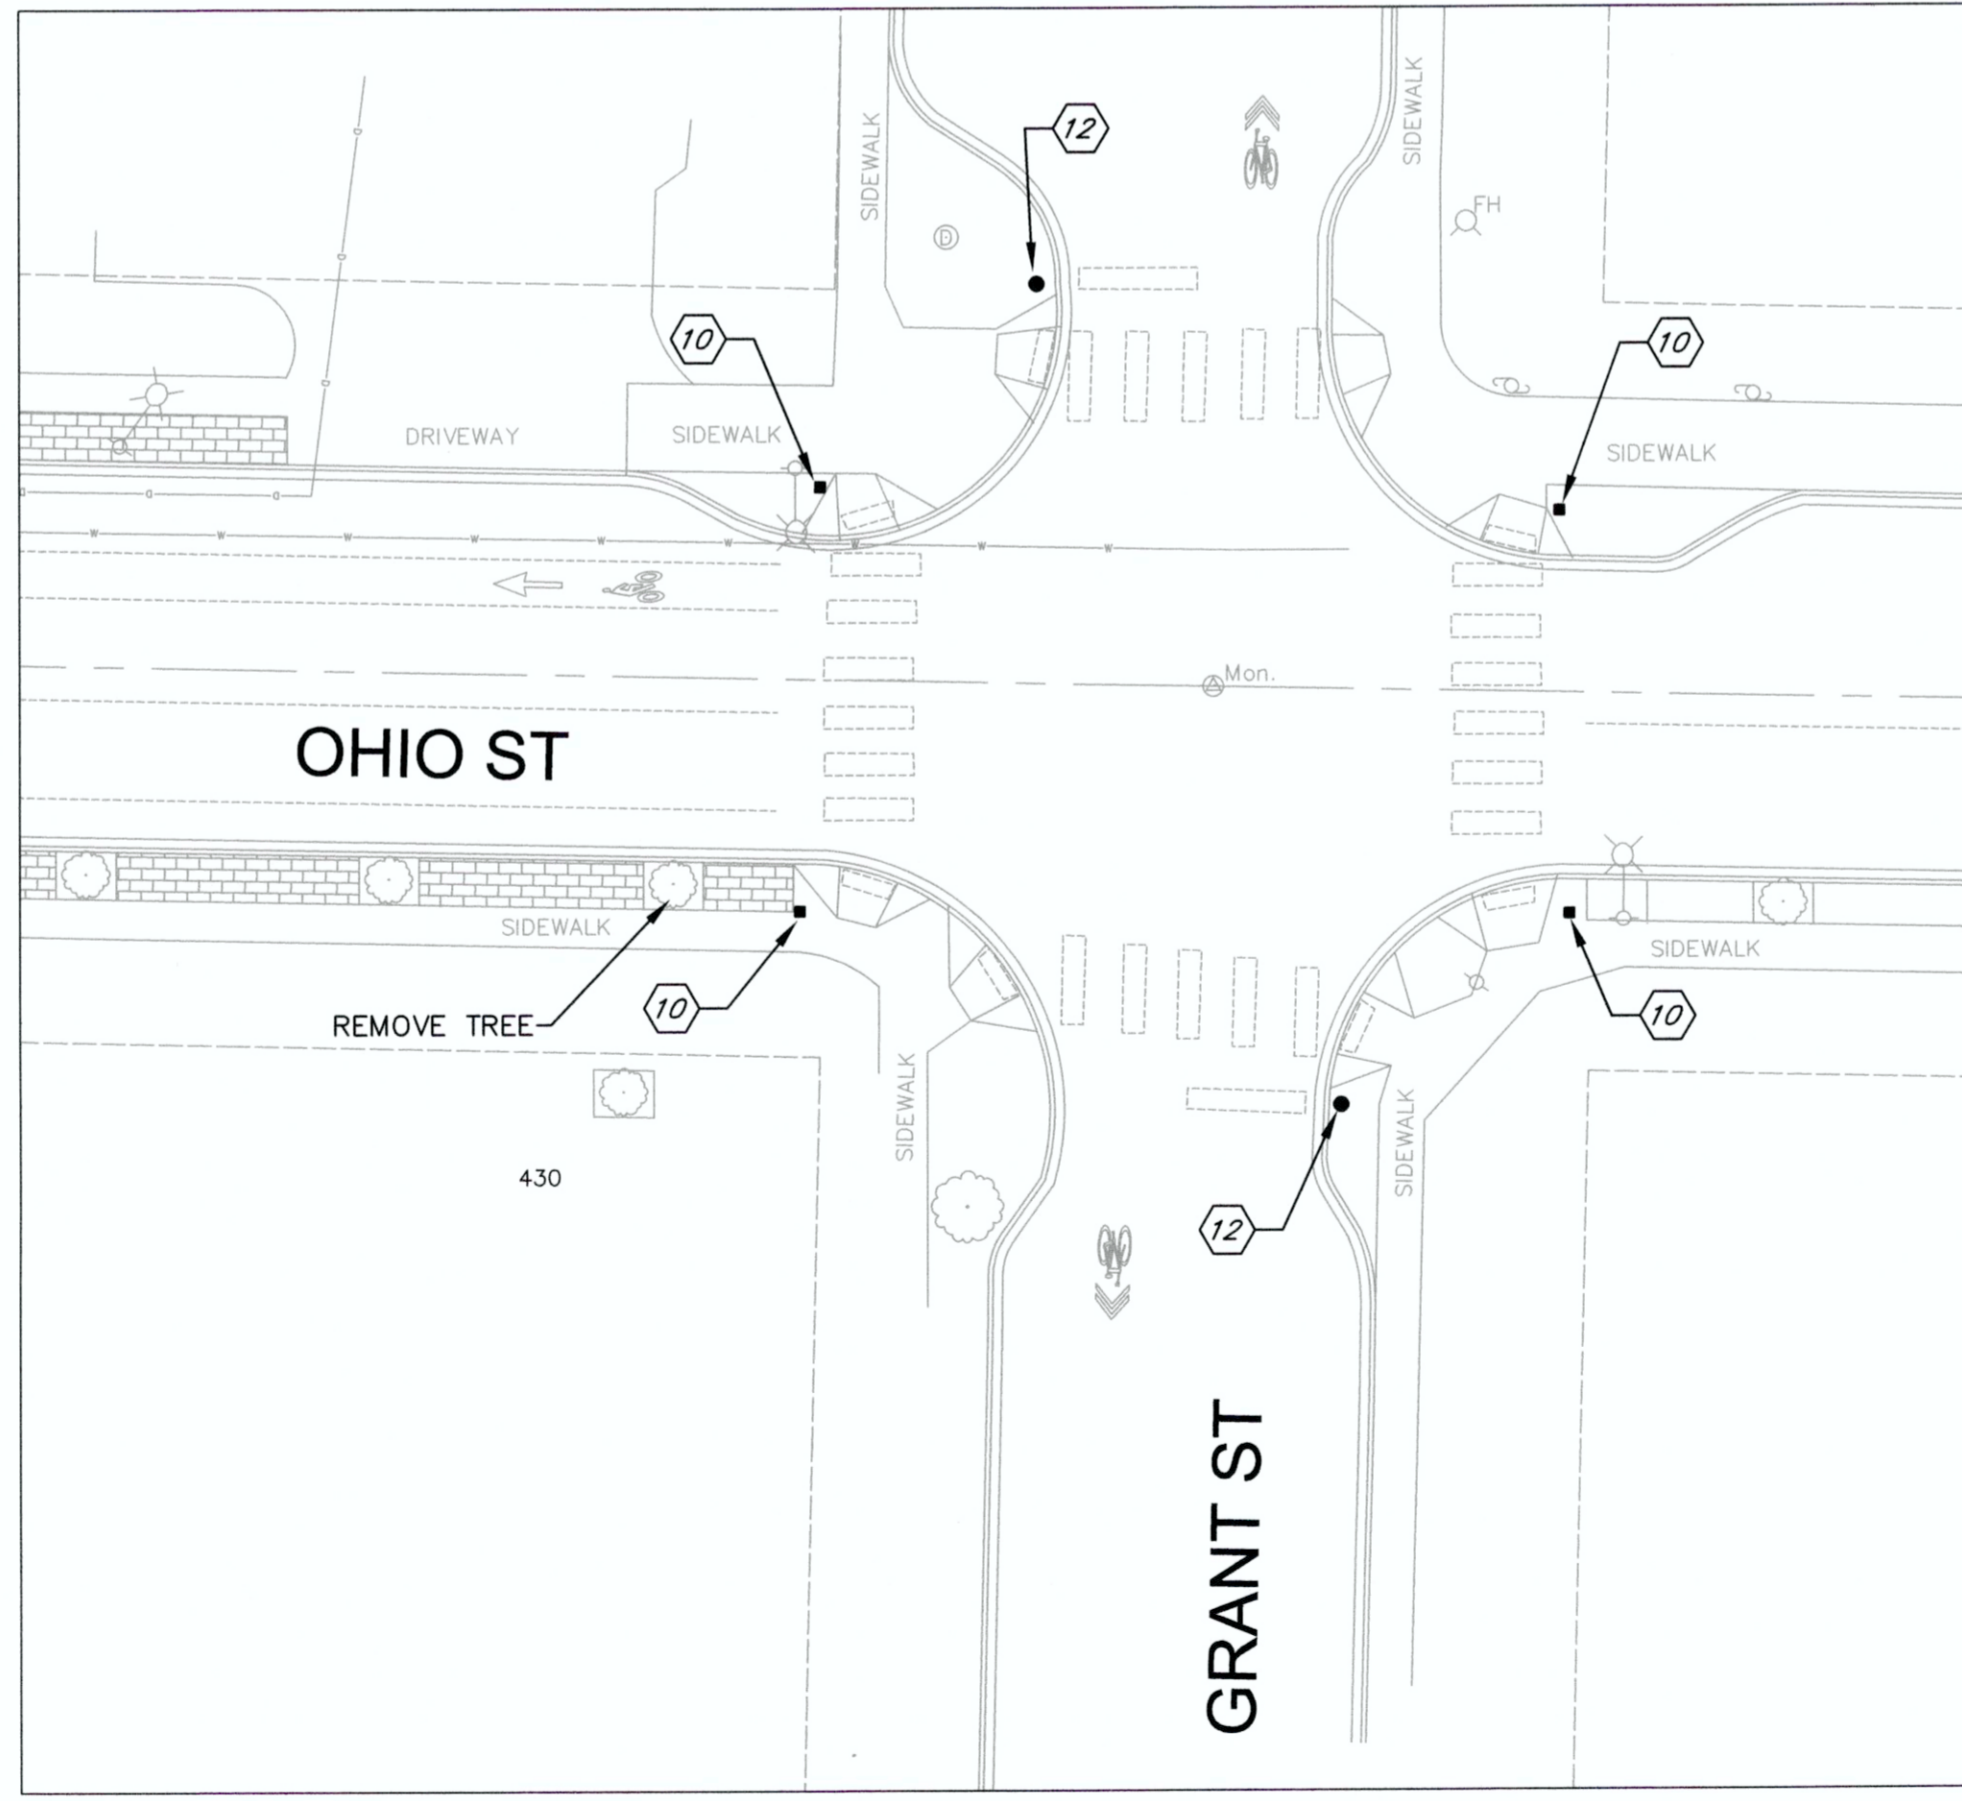 SIDEWALK
12
SIDEWALK
FH
D
10
10
DRIVEWAY
SIDEWALK
SIDEWALK
D
D
D
D
D
D
W
W
W
W
W
W
W
W
W
Mon.
OHIO ST
SIDEWALK
SIDEWALK
REMOVE TREE
10
10
SIDEWALK
SIDEWALK
430
12
GRANT ST